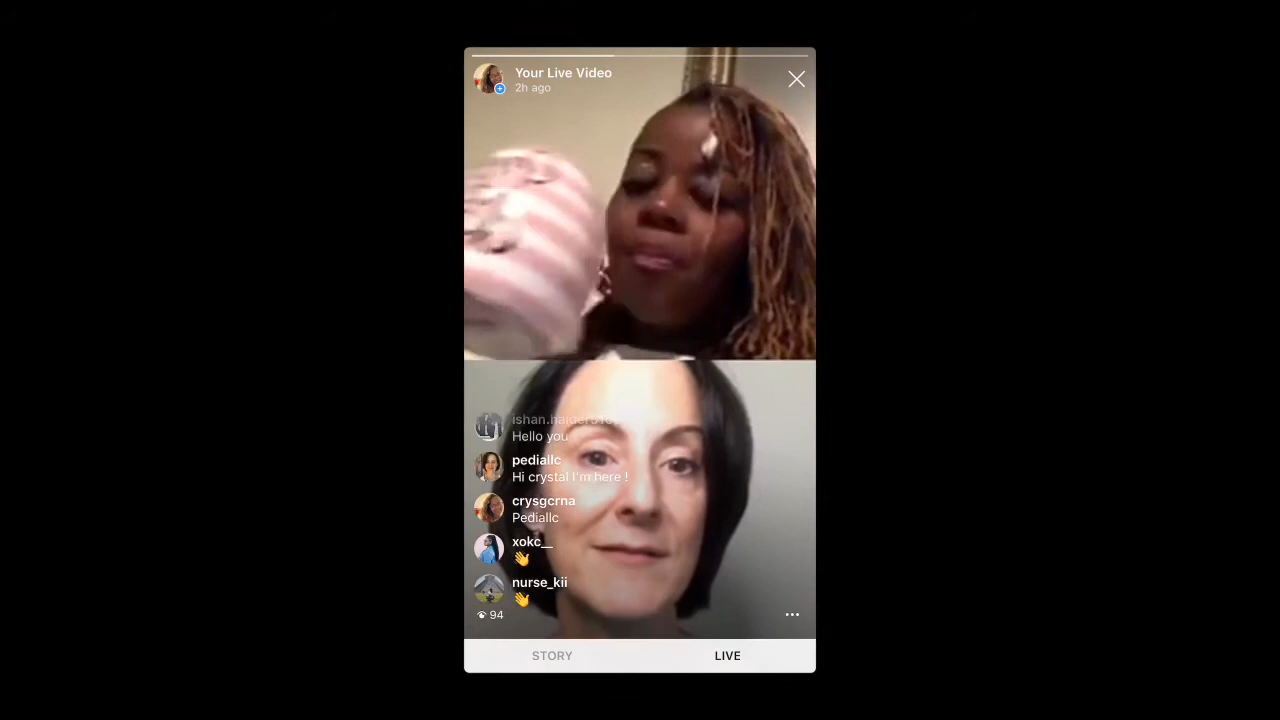 Your Live Video
2h ago
Hello you
pediallc
Hi crystal I'm here !
crysgcrna
Pediallc
xokc__
👋
nurse_kii
👋
94
STORY
LIVE